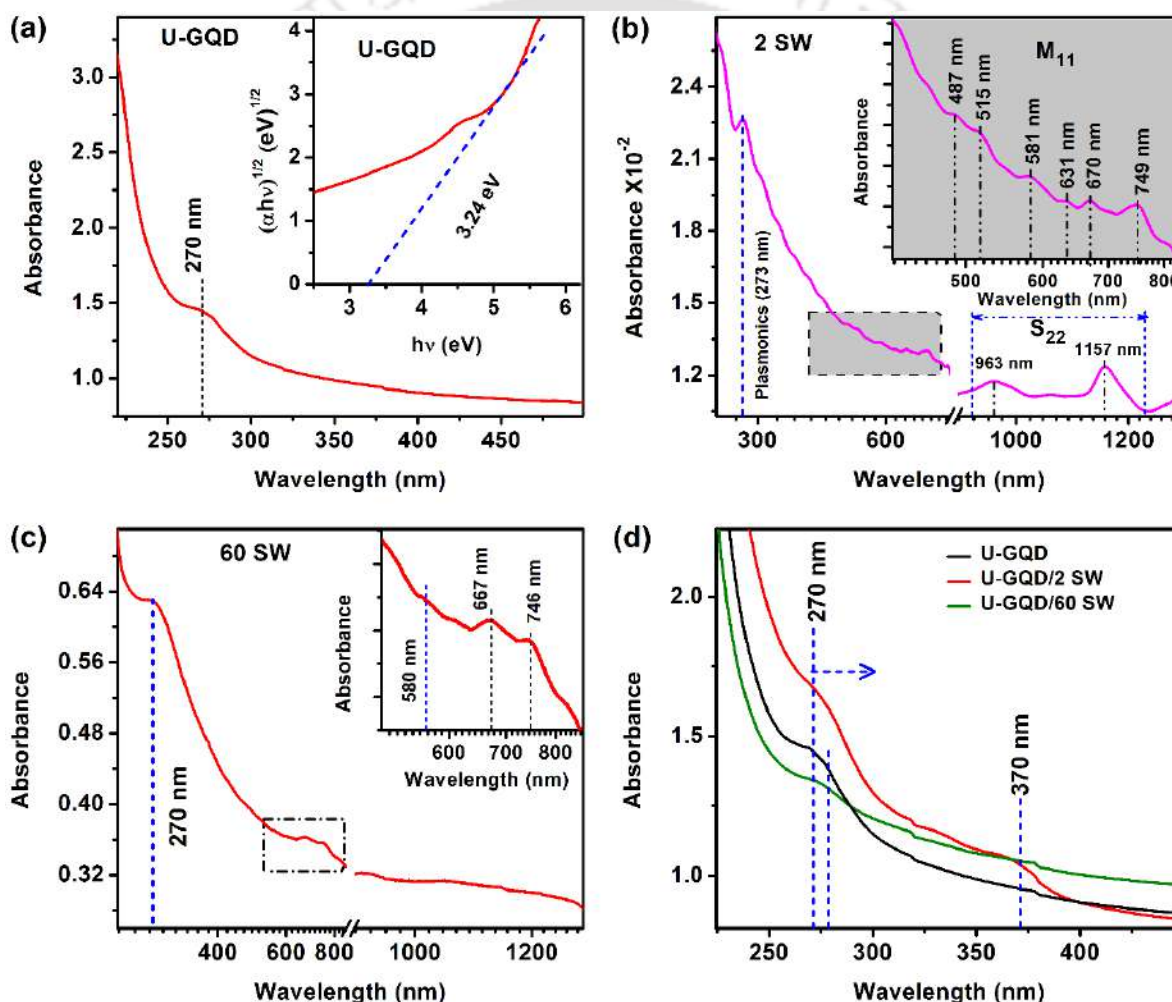 (a)
U-GQD
270 nm
3.0
2.5
2.0
1.5
1.0
250
300
350
400
450
Absorbance
Wavelength (nm)
U-GQD
4
3
2
1
0
3
4
5
6
(αhν)^1/2 (eV)^1/2
hν (eV)
3.24 eV
(b)
2 SW
2.4
2.1
1.8
1.5
1.2
300
600
1000
1200
Absorbance X10^-2
Wavelength (nm)
Plasmonics (273 nm)
M₁₁
487 nm
515 nm
581 nm
631 nm
670 nm
749 nm
Absorbance
500
600
700
800
Wavelength (nm)
S₂₂
963 nm
1157 nm
(c)
60 SW
0.64
0.56
0.48
0.40
0.32
400
600
800
1000
1200
Absorbance
Wavelength (nm)
270 nm
580 nm
667 nm
746 nm
Absorbance
600
700
800
Wavelength (nm)
(d)
270 nm
U-GQD
U-GQD/2 SW
U-GQD/60 SW
370 nm
2.0
1.5
1.0
250
300
350
400
Absorbance
Wavelength (nm)